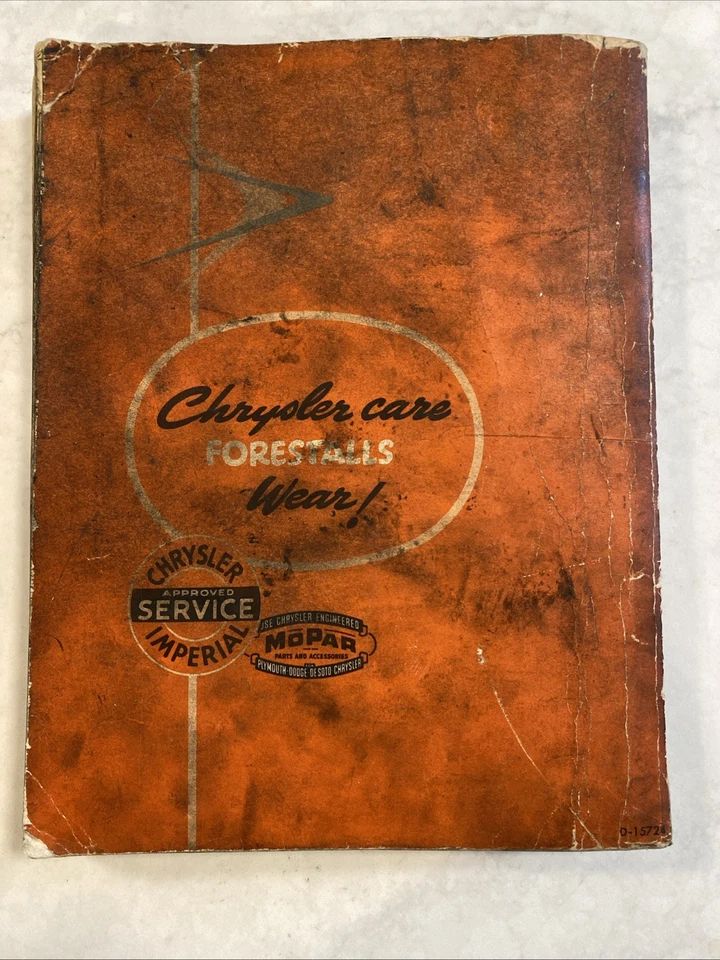 Chrysler care
FORESTALLS
Wear!
CHRYSLER
APPROVED
SERVICE
IMPERIAL
USE CHRYSLER ENGINEERED
MOPAR
PARTS AND ACCESSORIES
PLYMOUTH·DODGE DESOTO CHRYSLER